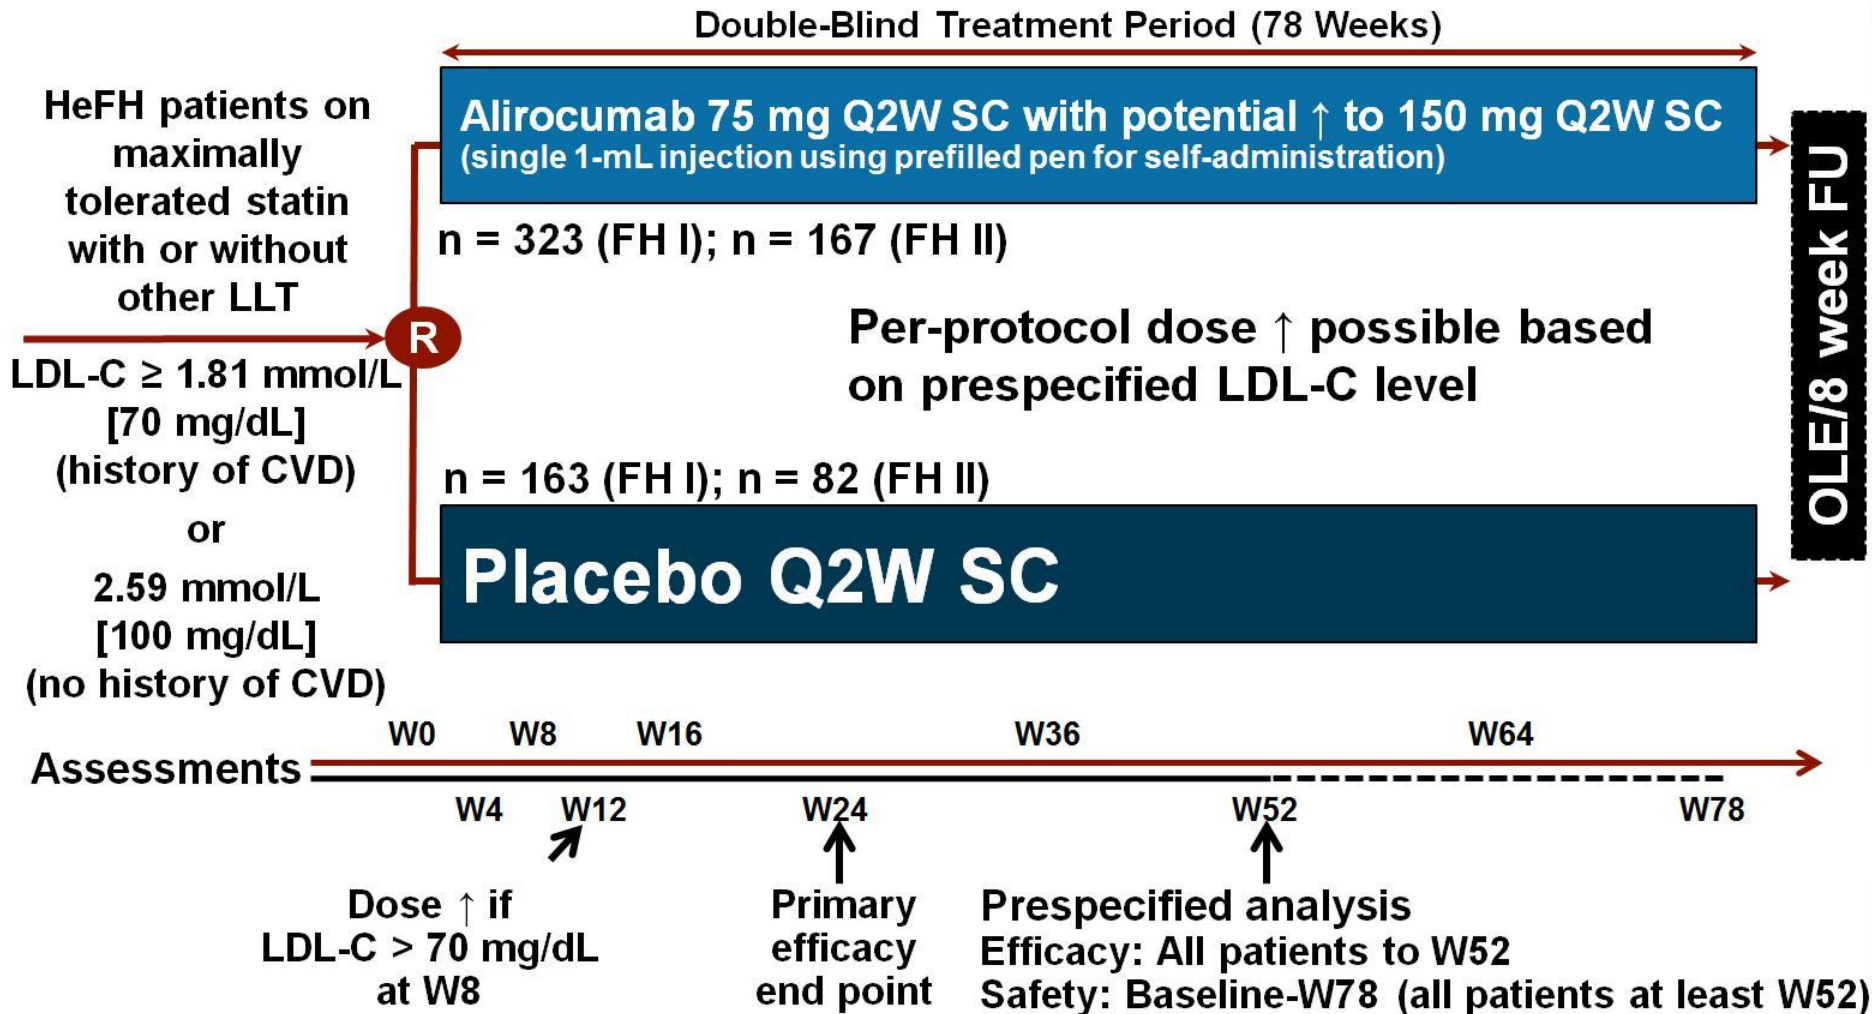 Double-Blind Treatment Period (78 Weeks)
HeFH patients on
maximally
tolerated statin
with or without
other LLT
LDL-C ≥ 1.81 mmol/L
[70 mg/dL]
(history of CVD)
or
2.59 mmol/L
[100 mg/dL]
(no history of CVD)
R
Alirocumab 75 mg Q2W SC with potential ↑ to 150 mg Q2W SC
(single 1-mL injection using prefilled pen for self-administration)
n = 323 (FH I); n = 167 (FH II)
Per-protocol dose ↑ possible based
on prespecified LDL-C level
n = 163 (FH I); n = 82 (FH II)
Placebo Q2W SC
OLE/8 week FU
W0 W8 W16 W36 W64
Assessments
W4 W12 W24 W52 W78
Dose ↑ if
LDL-C > 70 mg/dL
at W8
Primary
efficacy
end point
Prespecified analysis
Efficacy: All patients to W52
Safety: Baseline-W78 (all patients at least W52)